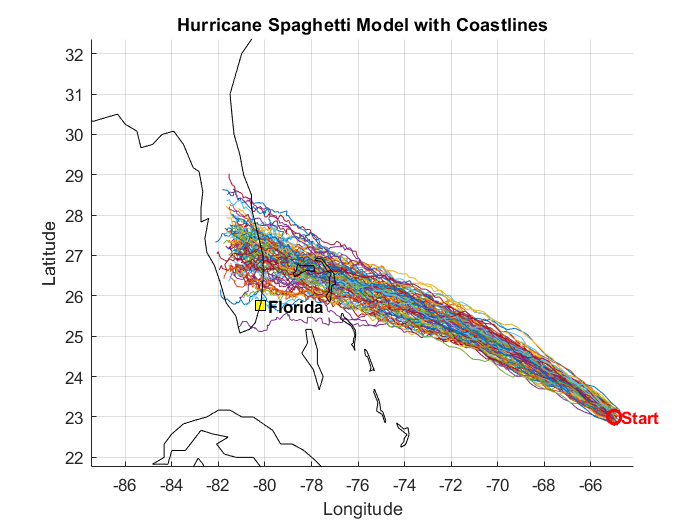 Hurricane Spaghetti Model with Coastlines
32
31
30
29
28
27
26
25
24
23
22
Latitude
Florida
Start
-86 -84 -82 -80 -78 -76 -74 -72 -70 -68 -66
Longitude